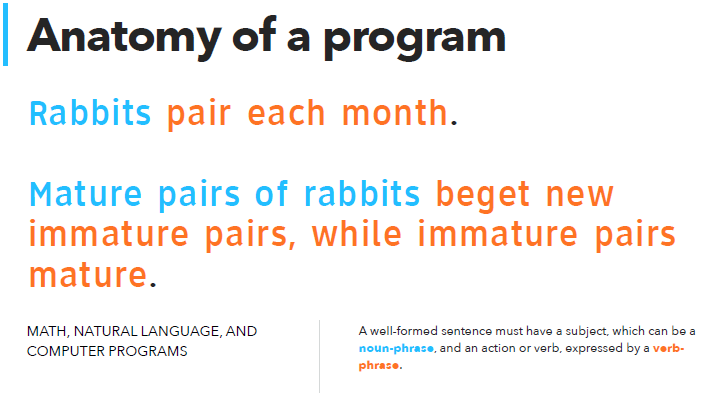 Anatomy of a program
Rabbits pair each month.
Mature pairs of rabbits beget new
immature pairs, while immature pairs
mature.
MATH, NATURAL LANGUAGE, AND
COMPUTER PROGRAMS
A well-formed sentence must have a subject, which can be a
noun-phrase, and an action or verb, expressed by a verb-
phrase.